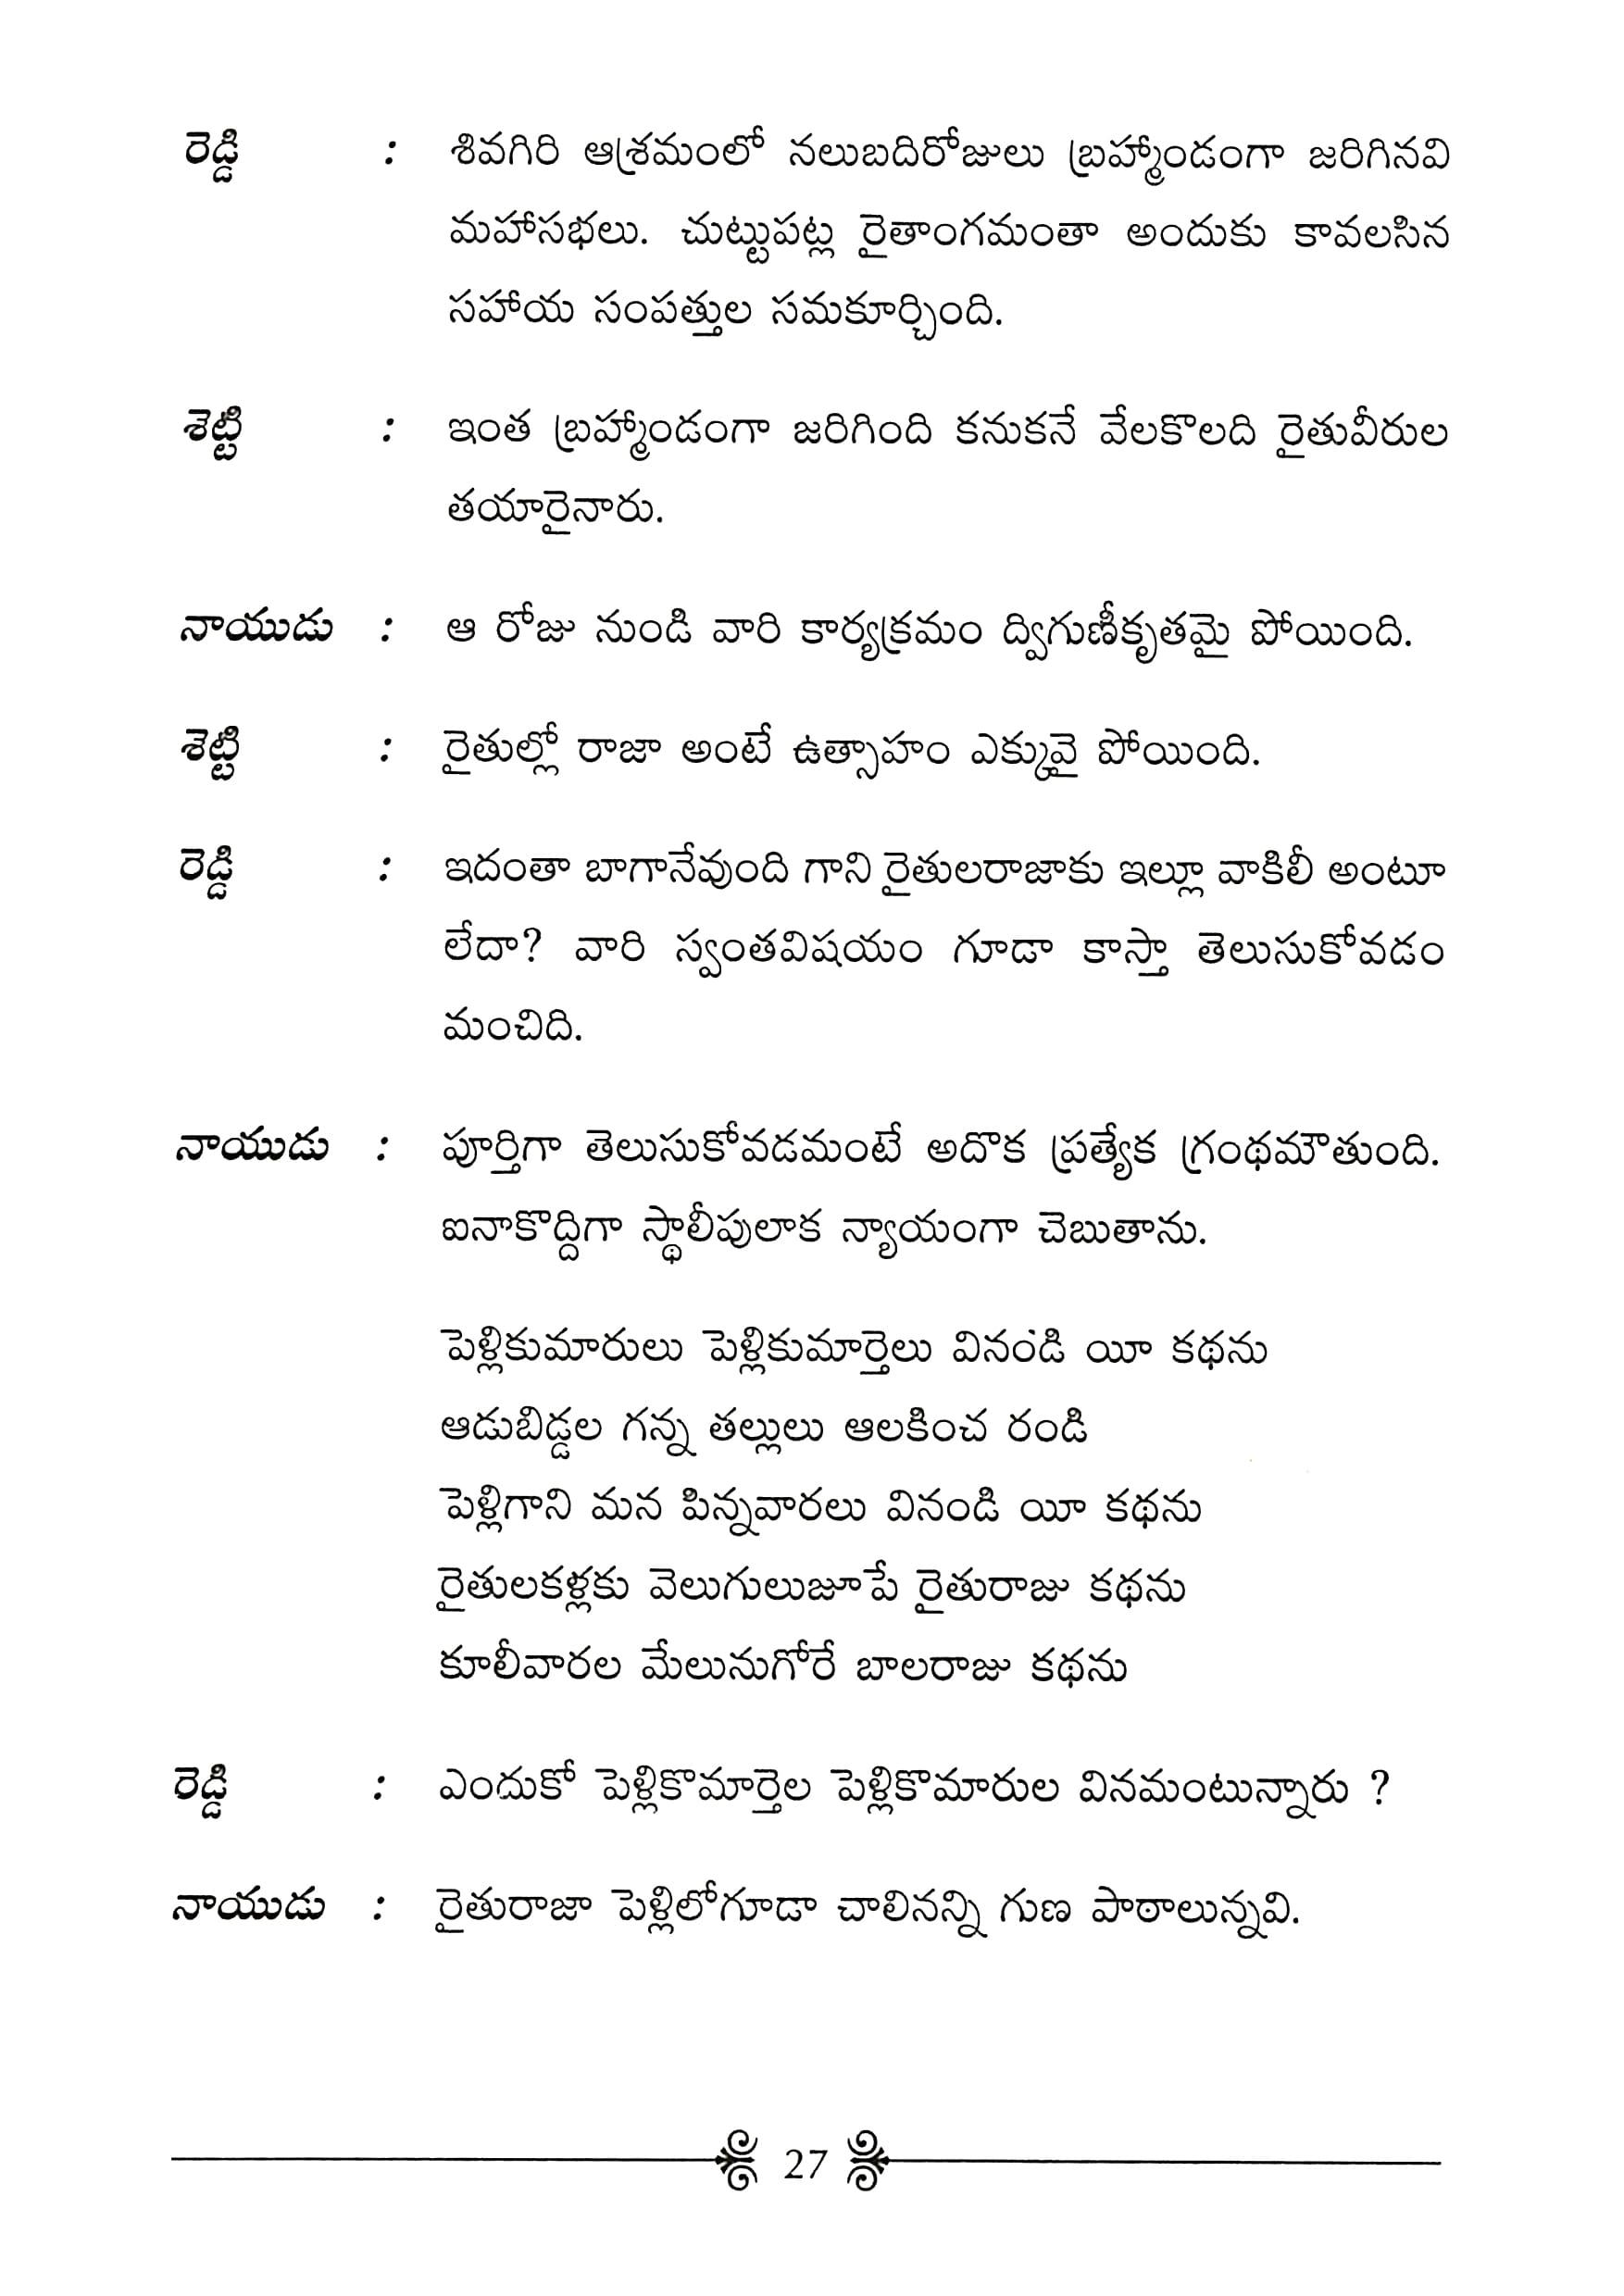 రెడ్డి : శివగిరి ఆశ్రమంలో నలుబదిరోజులు బ్రహ్మాండంగా జరిగినవి
మహాసభలు. చుట్టుపట్ల రైతాంగమంతా అందుకు కావలసిన
సహాయ సంపత్తుల సమకూర్చింది.
శెట్టి : ఇంత బ్రహ్మాండంగా జరిగింది కనుకనే వేలకొలది రైతువీరుల
తయారైనారు.
నాయుడు : ఆ రోజు నుండి వారి కార్యక్రమం ద్విగుణీకృతమై పోయింది.
శెట్టి : రైతుల్లో రాజా అంటే ఉత్సాహం ఎక్కువై పోయింది.
రెడ్డి : ఇదంతా బాగానేవుంది గాని రైతులరాజాకు ఇల్లూ వాకిలీ అంటూ
లేదా? వారి స్వంతవిషయం గూడా కాస్తా తెలుసుకోవడం
మంచిది.
నాయుడు : పూర్తిగా తెలుసుకోవడమంటే అదొక ప్రత్యేక గ్రంథమౌతుంది.
ఐనాకొద్దిగా స్థాలీపులాక న్యాయంగా చెబుతాను.
పెళ్లికుమారులు పెళ్లికుమార్తెలు వినండి యీ కథను
ఆడుబిడ్డల గన్న తల్లులు ఆలకించ రండి
పెళ్లిగాని మన పిన్నవారలు వినండి యీ కథను
రైతులకళ్లకు వెలుగులుజూపే రైతురాజు కథను
కూలీవారల మేలునుగోరే బాలరాజు కథను
రెడ్డి : ఎందుకో పెళ్లికొమార్తెల పెళ్లికొమారుల వినమంటున్నారు ?
నాయుడు : రైతురాజా పెళ్లిలోగూడా చాలినన్ని గుణ పాఠాలున్నవి.
27